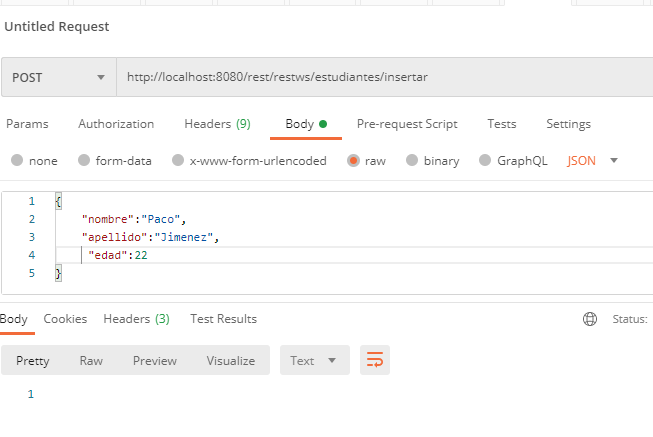 Untitled Request
POST http://localhost:8080/rest/restws/estudiantes/insertar
Params Authorization Headers (9) Body Pre-request Script Tests Settings
none form-data x-www-form-urlencoded raw binary GraphQL JSON
1 {
2 "nombre":"Paco",
3 "apellido":"Jimenez",
4 "edad":22
5 }
Body Cookies Headers (3) Test Results Status:
Pretty Raw Preview Visualize Text
1